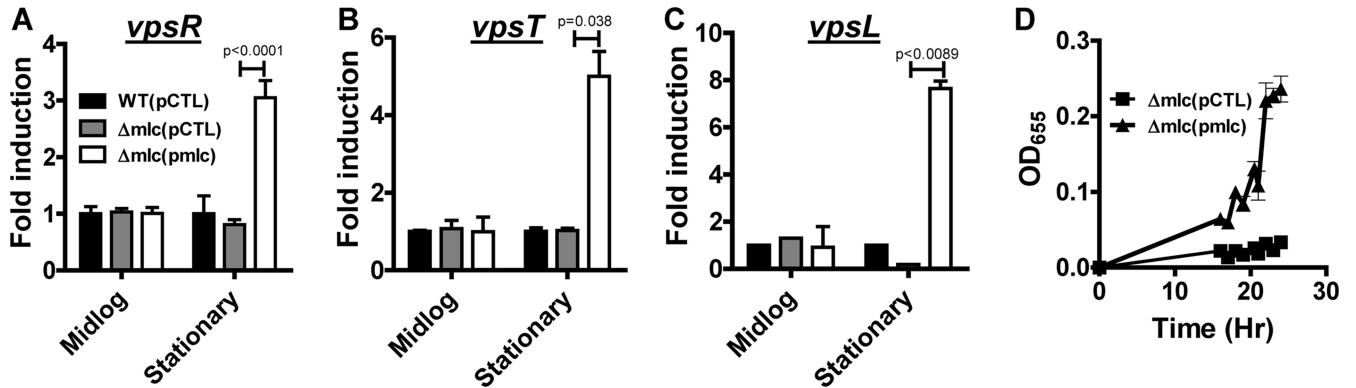 A
vpsR
Fold induction
4
3
2
1
0
p<0.0001
WT(pCTL)
Δmlc(pCTL)
Δmlc(pmlc)
Midlog
Stationary
B
vpsT
Fold induction
6
4
2
0
p=0.038
Midlog
Stationary
C
vpsL
Fold induction
10
8
6
4
2
0
p<0.0089
Midlog
Stationary
D
OD655
0.3
0.2
0.1
0.0
Δmlc(pCTL)
Δmlc(pmlc)
0 10 20 30
Time (Hr)